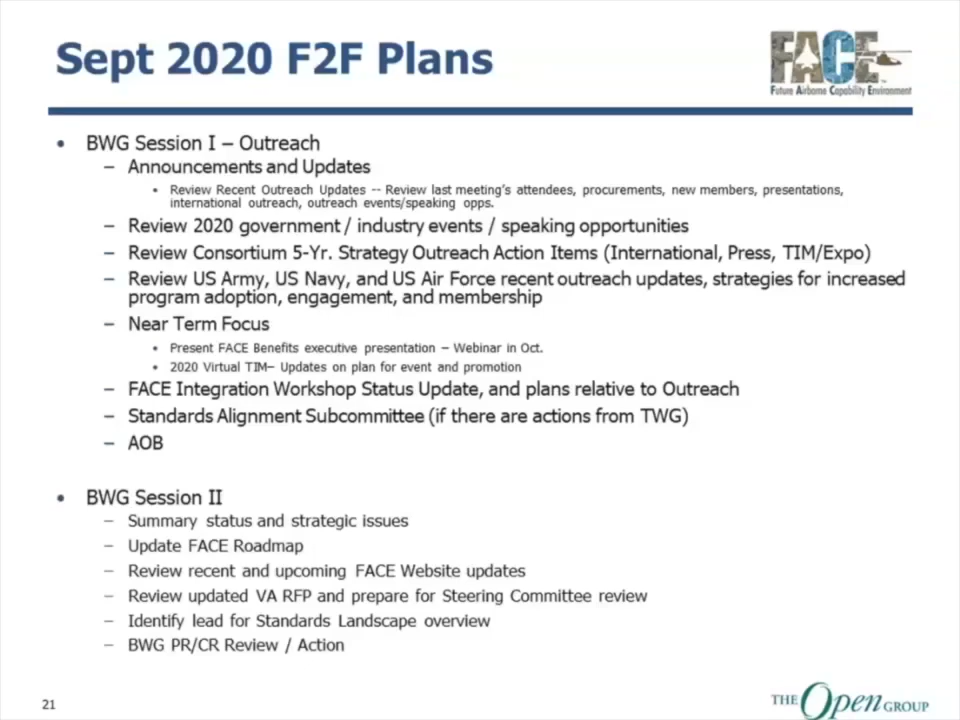 Sept 2020 F2F Plans
FACE
Future Airborne Capability Environment
• BWG Session I – Outreach
– Announcements and Updates
• Review Recent Outreach Updates -- Review last meeting's attendees, procurements, new members, presentations,
international outreach, outreach events/speaking opps.
– Review 2020 government / industry events / speaking opportunities
– Review Consortium 5-Yr. Strategy Outreach Action Items (International, Press, TIM/Expo)
– Review US Army, US Navy, and US Air Force recent outreach updates, strategies for increased
program adoption, engagement, and membership
– Near Term Focus
• Present FACE Benefits executive presentation – Webinar in Oct.
• 2020 Virtual TIM– Updates on plan for event and promotion
– FACE Integration Workshop Status Update, and plans relative to Outreach
– Standards Alignment Subcommittee (if there are actions from TWG)
– AOB
• BWG Session II
– Summary status and strategic issues
– Update FACE Roadmap
– Review recent and upcoming FACE Website updates
– Review updated VA RFP and prepare for Steering Committee review
– Identify lead for Standards Landscape overview
– BWG PR/CR Review / Action
21
THE Open GROUP